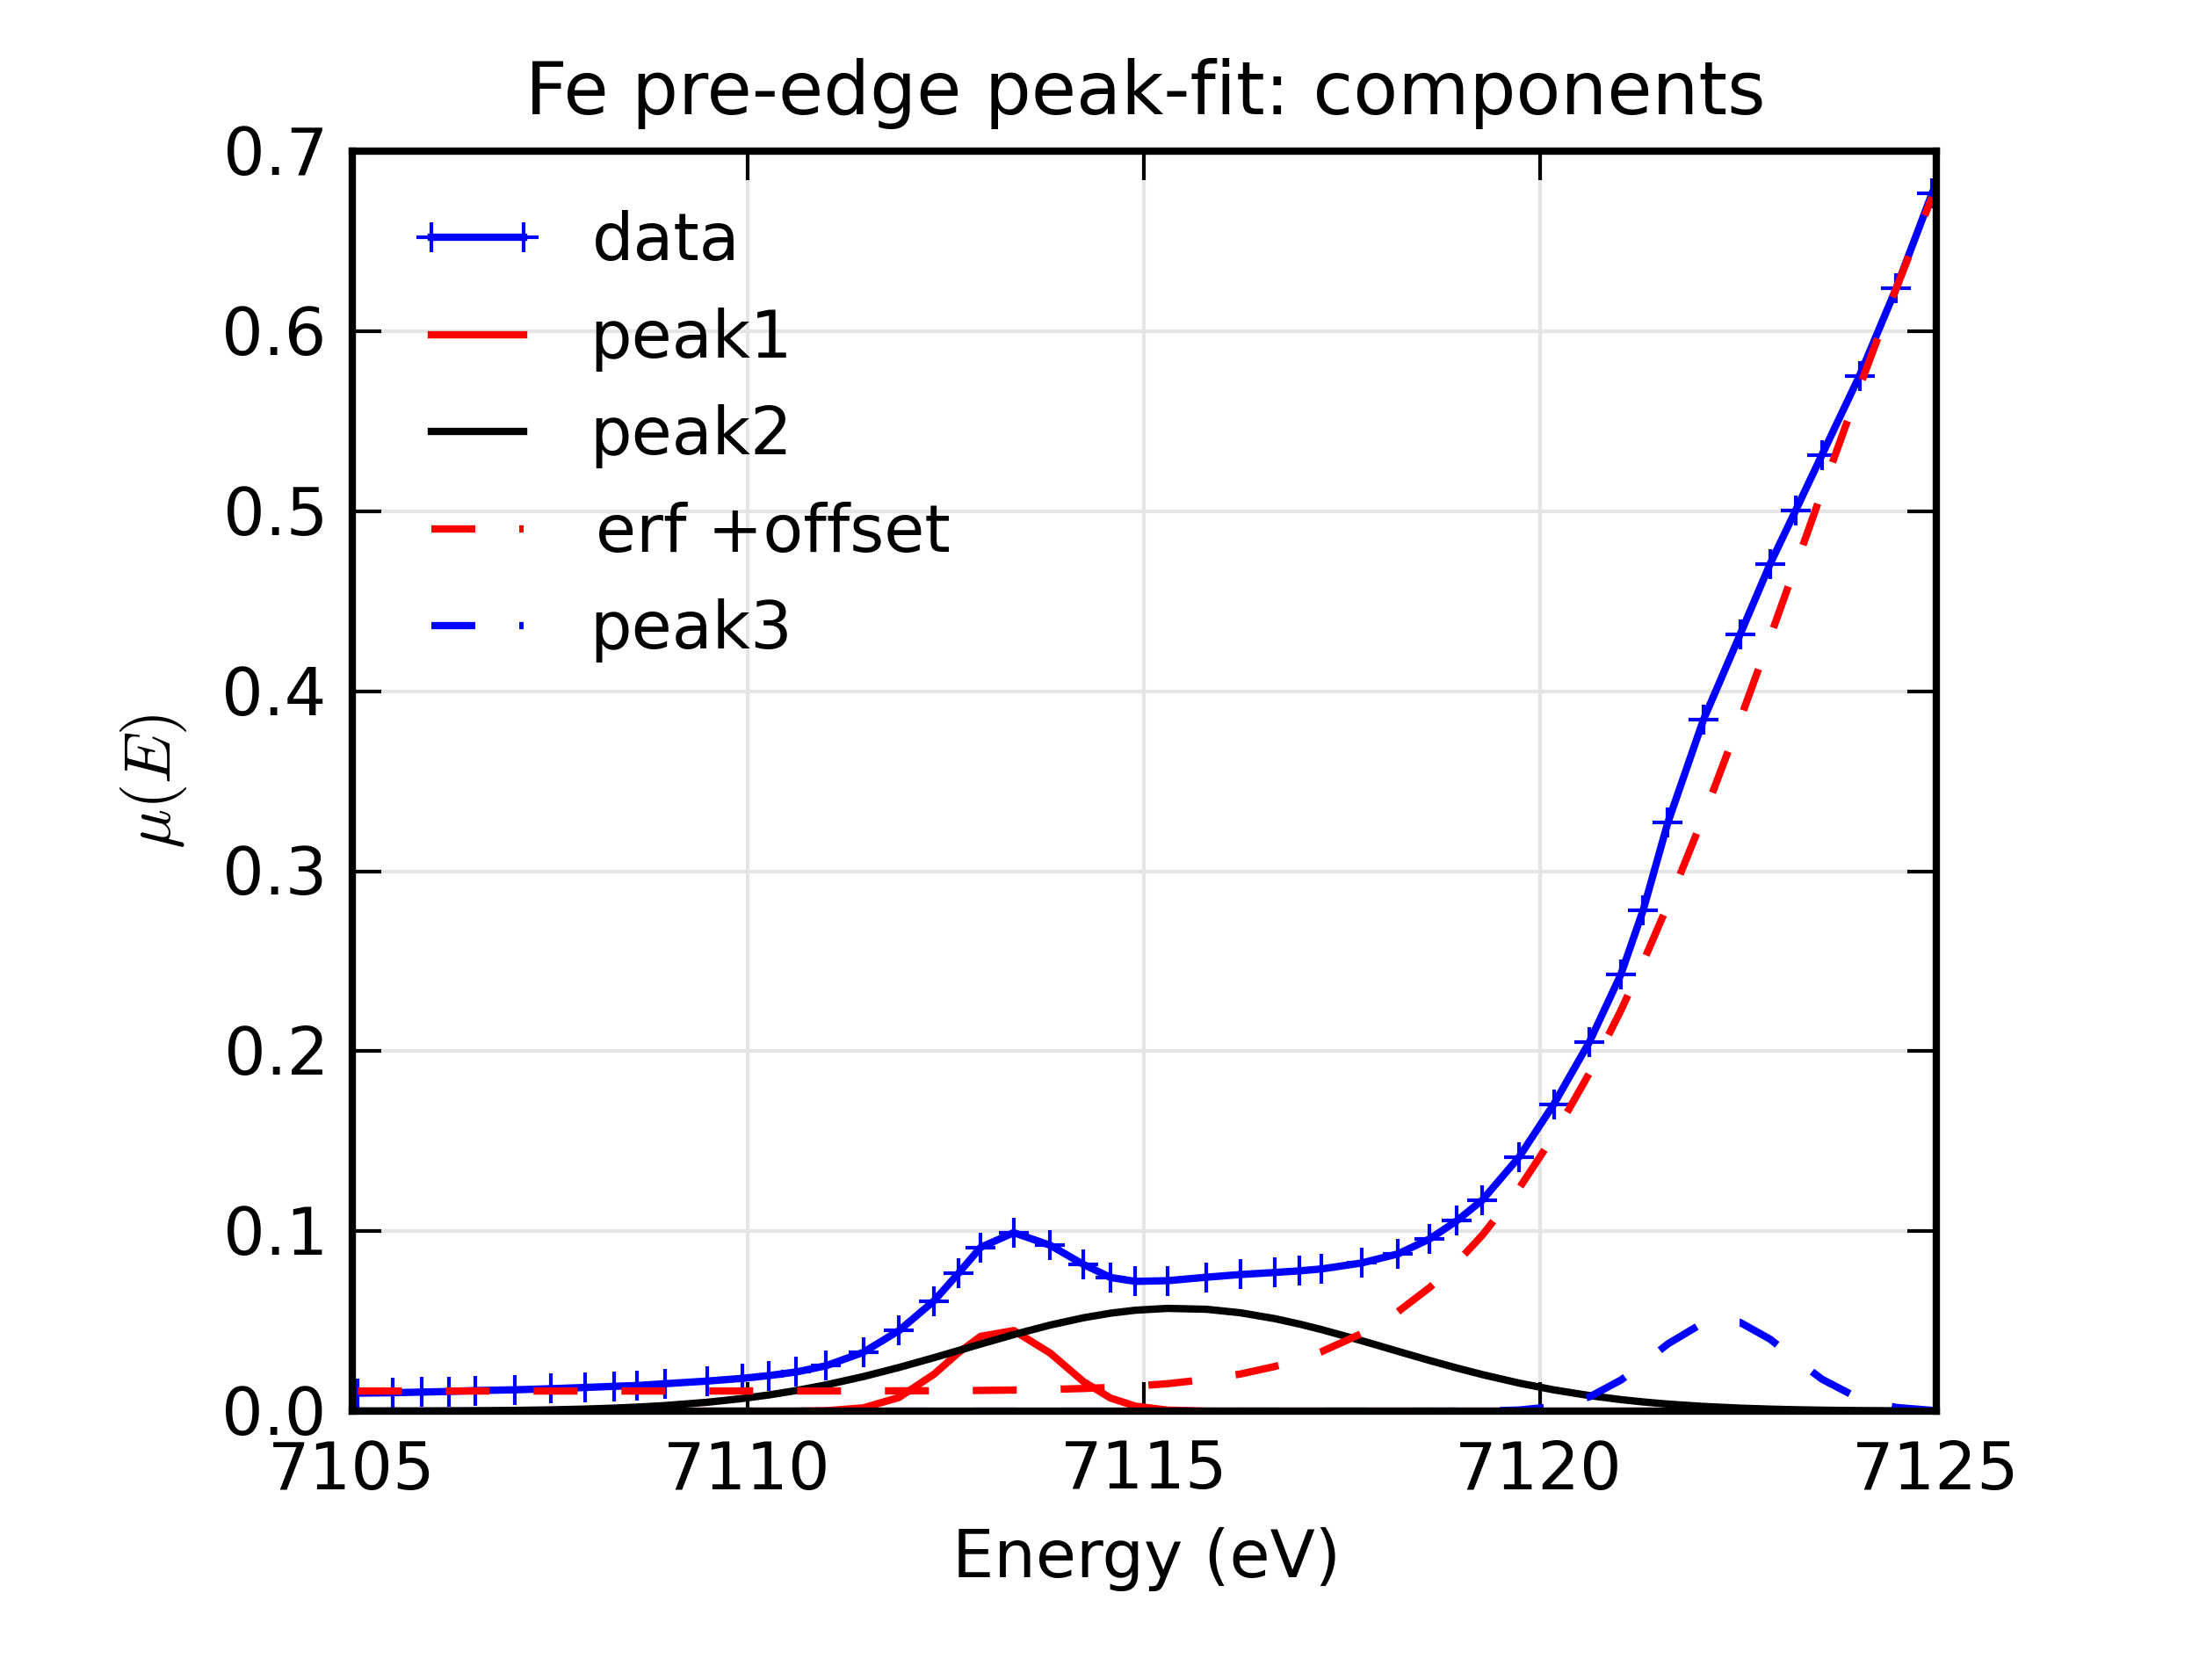 Fe pre-edge peak-fit: components
0.7
0.6
0.5
0.4
0.3
0.2
0.1
0.0
μ(E)
data
peak1
peak2
erf +offset
peak3
7105 7110 7115 7120 7125
Energy (eV)